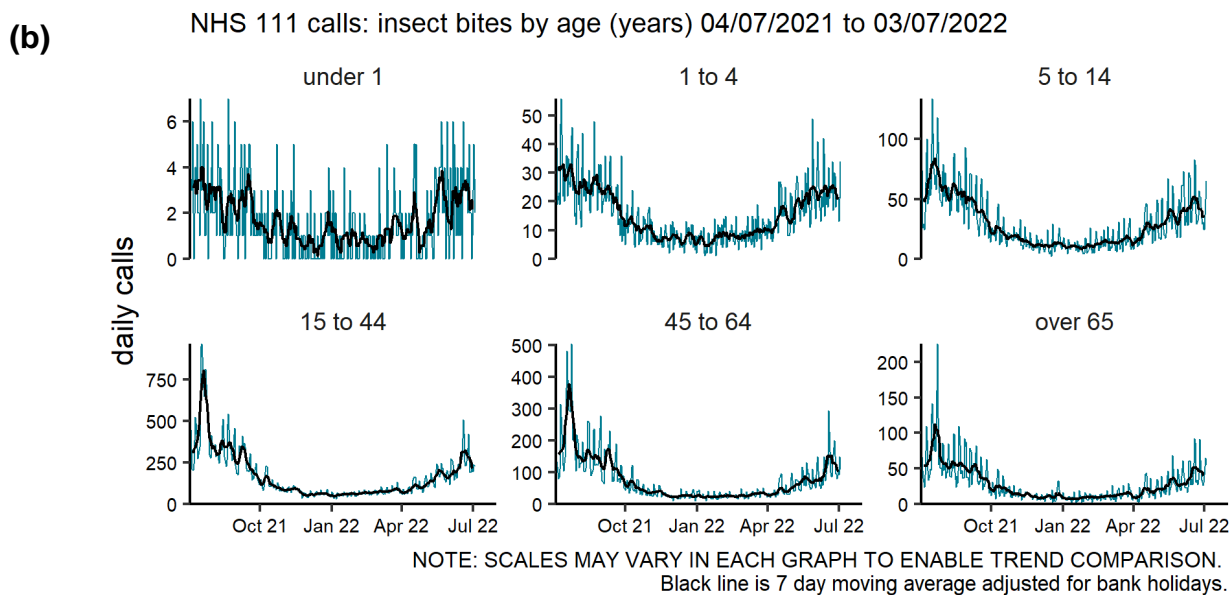 (b)
NHS 111 calls: insect bites by age (years) 04/07/2021 to 03/07/2022
daily calls
under 1
6
4
2
0
1 to 4
50
40
30
20
10
0
5 to 14
100
50
0
15 to 44
750
500
250
0
Oct 21 Jan 22 Apr 22 Jul 22
45 to 64
500
400
300
200
100
0
Oct 21 Jan 22 Apr 22 Jul 22
over 65
200
150
100
50
0
Oct 21 Jan 22 Apr 22 Jul 22
NOTE: SCALES MAY VARY IN EACH GRAPH TO ENABLE TREND COMPARISON.
Black line is 7 day moving average adjusted for bank holidays.